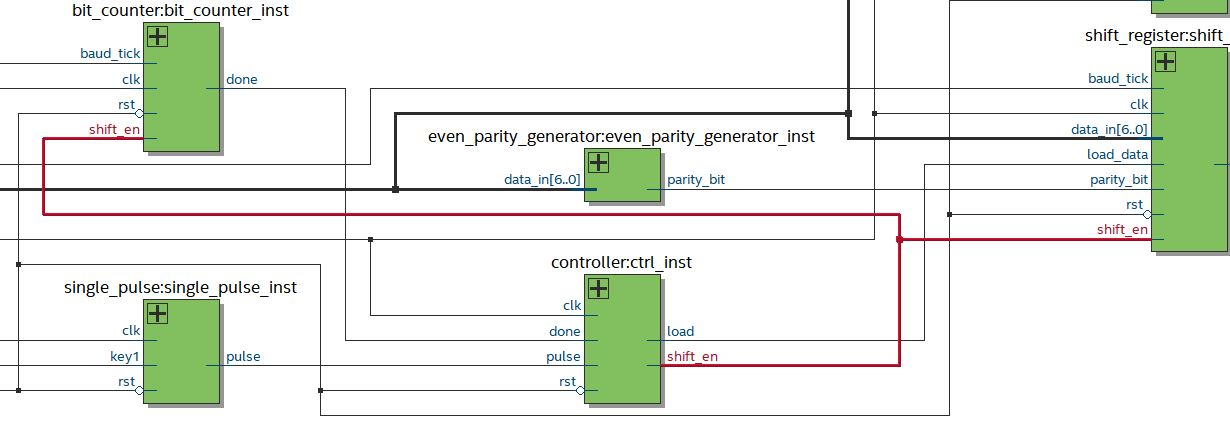 bit_counter:bit_counter_inst
baud_tick
clk
done
rst
shift_en
even_parity_generator:even_parity_generator_inst
data_in[6..0]
parity_bit
shift_register:shift_
baud_tick
clk
data_in[6..0]
load_data
parity_bit
rst
shift_en
single_pulse:single_pulse_inst
clk
key1
pulse
rst
controller:ctrl_inst
clk
done
load
pulse
shift_en
rst